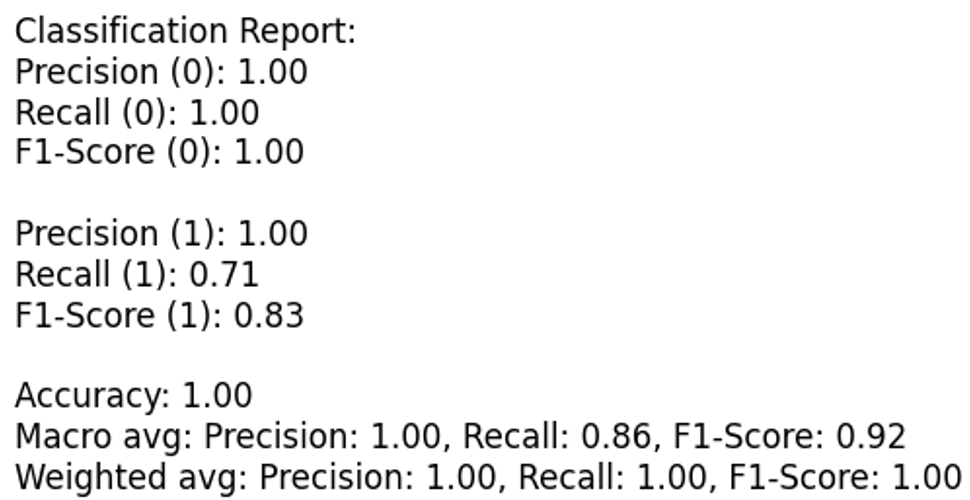 Classification Report:
Precision (0): 1.00
Recall (0): 1.00
F1-Score (0): 1.00
Precision (1): 1.00
Recall (1): 0.71
F1-Score (1): 0.83
Accuracy: 1.00
Macro avg: Precision: 1.00, Recall: 0.86, F1-Score: 0.92
Weighted avg: Precision: 1.00, Recall: 1.00, F1-Score: 1.00